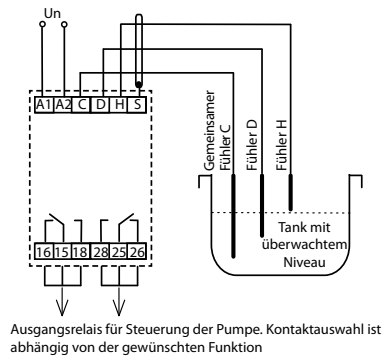 Un
A1 A2 C D H S
Gemeinsamer
Fühler C
Fühler D
Fühler H
Tank mit
überwachtem
Niveau
16 15 18 28 25 26
Ausgangsrelais für Steuerung der Pumpe. Kontaktauswahl ist
abhängig von der gewünschten Funktion